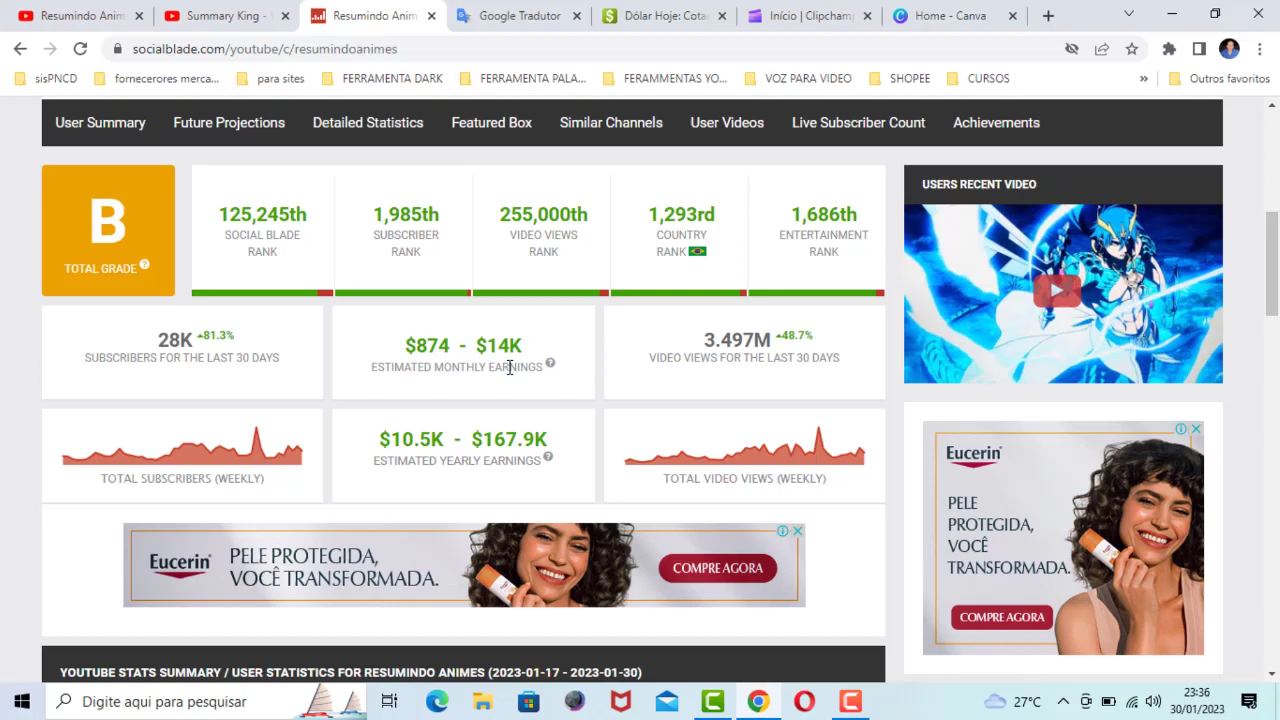 Resumindo Anim
Summary King - Y
Resumindo Anim
Google Tradutor
Dólar Hoje: Cota
Início | Clipcham
Home - Canva
socialblade.com/youtube/c/resumindoanimes
sisPNCD
fornecerores merca...
para sites
FERRAMENTA DARK
FERRAMENTA PALA...
FERAMMENTAS YO...
VOZ PARA VIDEO
SHOPEE
CURSOS
»
Outros favoritos
User Summary
Future Projections
Detailed Statistics
Featured Box
Similar Channels
User Videos
Live Subscriber Count
Achievements
B
TOTAL GRADE ?
125,245th
SOCIAL BLADE
RANK
1,985th
SUBSCRIBER
RANK
255,000th
VIDEO VIEWS
RANK
1,293rd
COUNTRY
RANK
1,686th
ENTERTAINMENT
RANK
USERS RECENT VIDEO
28K 81.3%
SUBSCRIBERS FOR THE LAST 30 DAYS
$874 - $14K
ESTIMATED MONTHLY EARNINGS ?
3.497M 48.7%
VIDEO VIEWS FOR THE LAST 30 DAYS
TOTAL SUBSCRIBERS (WEEKLY)
$10.5K - $167.9K
ESTIMATED YEARLY EARNINGS ?
TOTAL VIDEO VIEWS (WEEKLY)
Eucerin
PELE PROTEGIDA,
VOCÊ TRANSFORMADA.
COMPRE AGORA
Eucerin
PELE
PROTEGIDA,
VOCÊ
TRANSFORMADA.
COMPRE AGORA
YOUTUBE STATS SUMMARY / USER STATISTICS FOR RESUMINDO ANIMES (2023-01-17 - 2023-01-30)
Digite aqui para pesquisar
27°C
23:36
30/01/2023